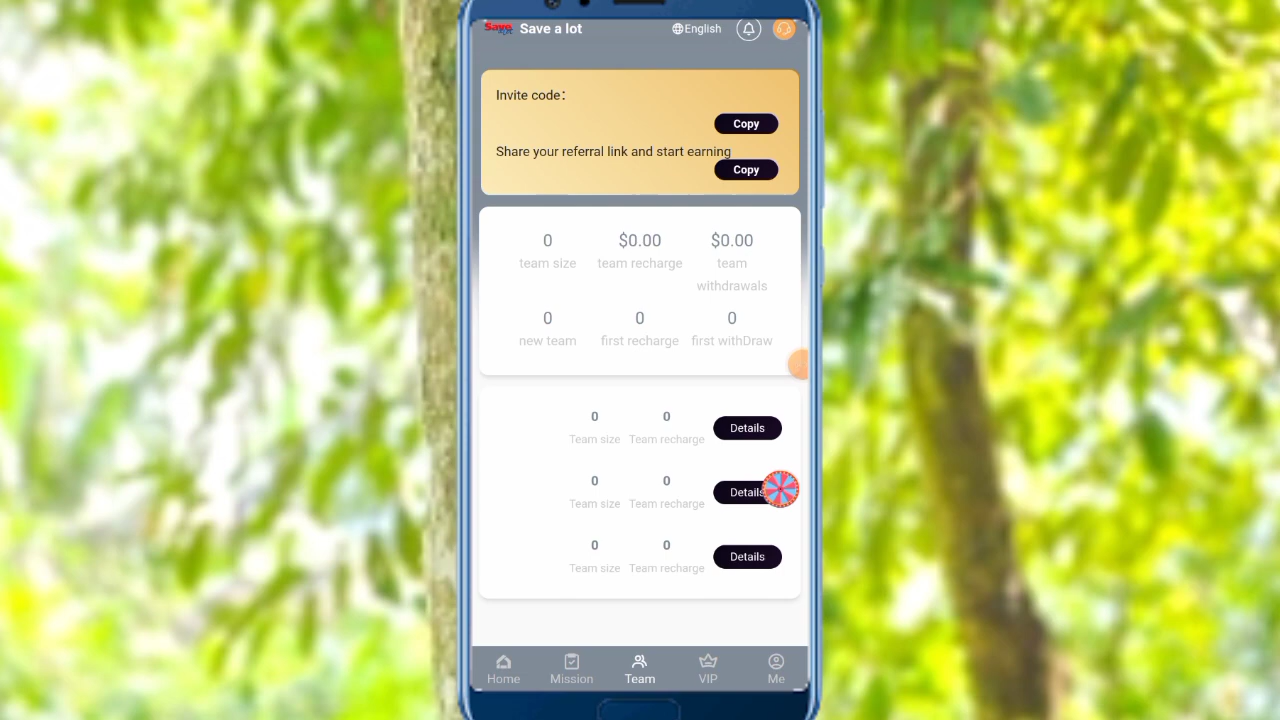 Save a lot
Save a lot
English
Invite code:
Copy
Share your referral link and start earning
Copy
0
$0.00
$0.00
team size
team recharge
team
withdrawals
0
0
0
new team
first recharge
first withDraw
0
0
Details
Team size
Team recharge
0
0
Details
Team size
Team recharge
0
0
Details
Team size
Team recharge
Home
Mission
Team
VIP
Me